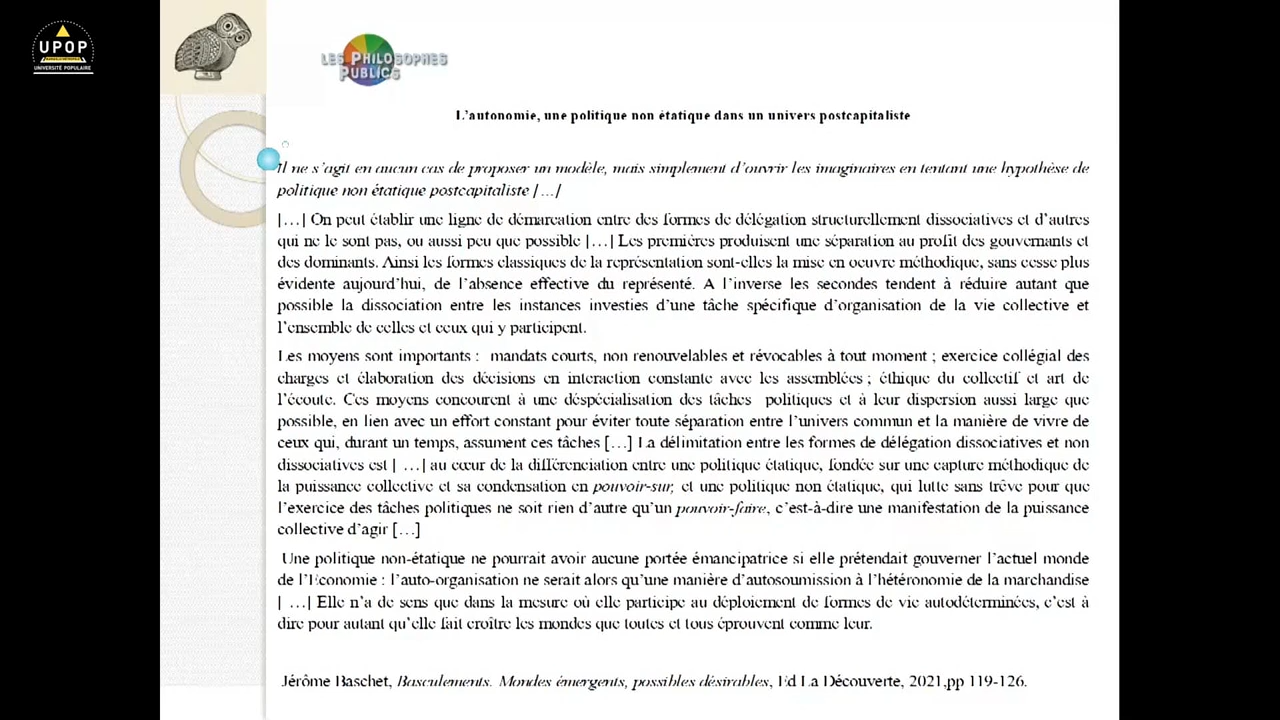 UPOP
UNIVERSITÉ POPULAIRE
LES PHILOSOPHES
PUBLICS
L'autonomie, une politique non étatique dans un univers postcapitaliste
Il ne s'agit en aucun cas de proposer un modèle, mais simplement d'ouvrir les imaginaires en tentant une hypothèse de
politique non étatique postcapitaliste […]
[…] On peut établir une ligne de démarcation entre des formes de délégation structurellement dissociatives et d'autres
qui ne le sont pas, ou aussi peu que possible […] Les premières produisent une séparation au profit des gouvernants et
des dominants. Ainsi les formes classiques de la représentation sont-elles la mise en oeuvre méthodique, sans cesse plus
évidente aujourd'hui, de l'absence effective du représenté. A l'inverse les secondes tendent à réduire autant que
possible la dissociation entre les instances investies d'une tâche spécifique d'organisation de la vie collective et
l'ensemble de celles et ceux qui y participent.
Les moyens sont importants : mandats courts, non renouvelables et révocables à tout moment ; exercice collégial des
charges et élaboration des décisions en interaction constante avec les assemblées ; éthique du collectif et art de
l'écoute. Ces moyens concourent à une déspécialisation des tâches politiques et à leur dispersion aussi large que
possible, en lien avec un effort constant pour éviter toute séparation entre l'univers commun et la manière de vivre de
ceux qui, durant un temps, assument ces tâches […] La délimitation entre les formes de délégation dissociatives et non
dissociatives est [ …] au cœur de la différenciation entre une politique étatique, fondée sur une capture méthodique de
la puissance collective et sa condensation en pouvoir-sur, et une politique non étatique, qui lutte sans trêve pour que
l'exercice des tâches politiques ne soit rien d'autre qu'un pouvoir-faire, c'est-à-dire une manifestation de la puissance
collective d'agir […]
Une politique non-étatique ne pourrait avoir aucune portée émancipatrice si elle prétendait gouverner l'actuel monde
de l'Economie : l'auto-organisation ne serait alors qu'une manière d'autosoumission à l'hétéronomie de la marchandise
[ …] Elle n'a de sens que dans la mesure où elle participe au déploiement de formes de vie autodéterminées, c'est à
dire pour autant qu'elle fait croître les mondes que toutes et tous éprouvent comme leur.
Jérôme Baschet, Basculements. Mondes émergents, possibles désirables, Ed La Découverte, 2021,pp 119-126.